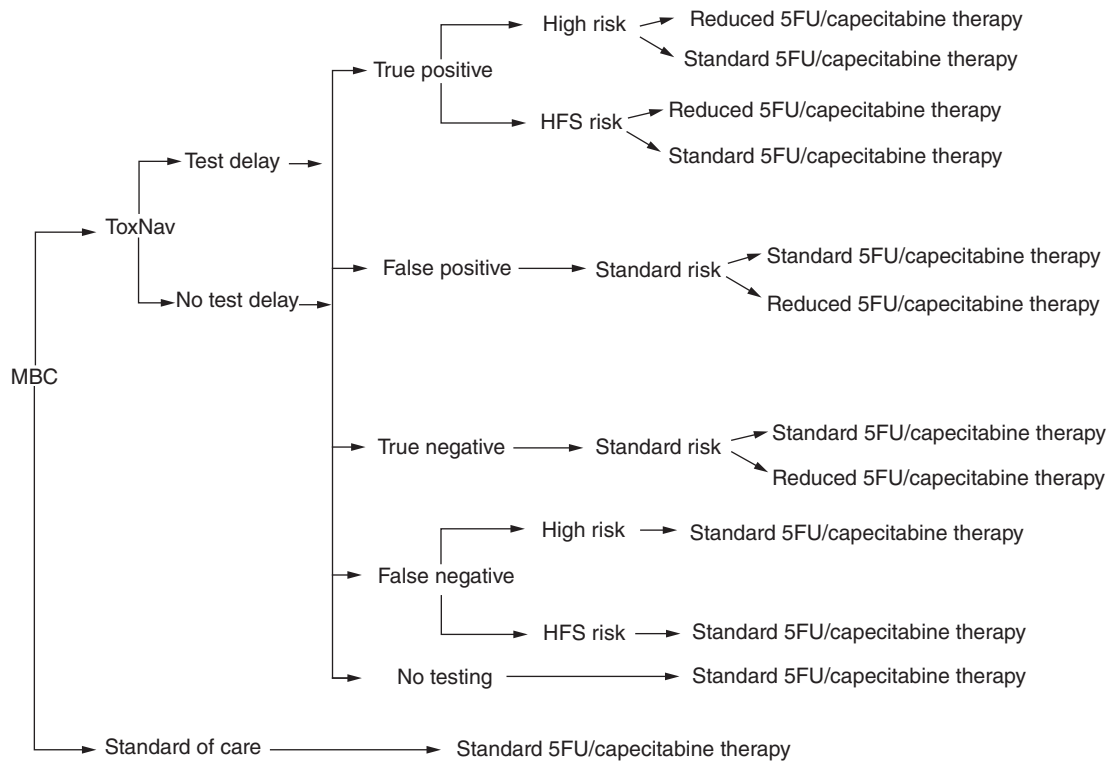 High risk
Reduced 5FU/capecitabine therapy
Standard 5FU/capecitabine therapy
True positive
HFS risk
Reduced 5FU/capecitabine therapy
Standard 5FU/capecitabine therapy
Test delay
ToxNav
No test delay
False positive
Standard risk
Standard 5FU/capecitabine therapy
Reduced 5FU/capecitabine therapy
MBC
True negative
Standard risk
Standard 5FU/capecitabine therapy
Reduced 5FU/capecitabine therapy
High risk
Standard 5FU/capecitabine therapy
False negative
HFS risk
Standard 5FU/capecitabine therapy
No testing
Standard 5FU/capecitabine therapy
Standard of care
Standard 5FU/capecitabine therapy